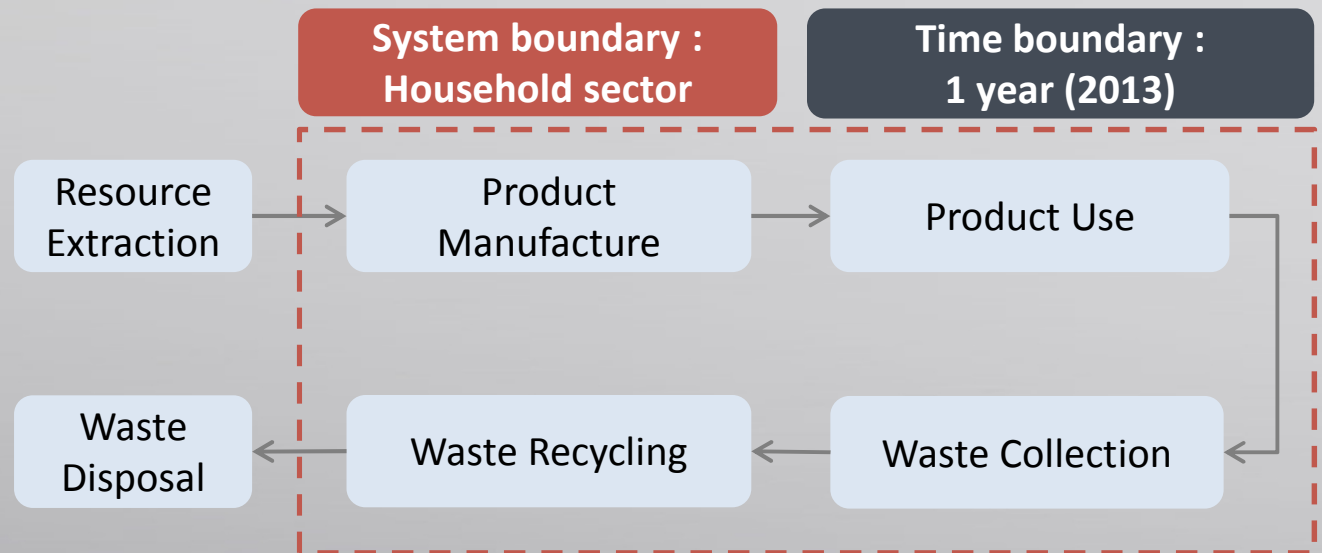 System boundary :
Household sector
Time boundary :
1 year (2013)
Resource
Extraction
Product
Manufacture
Product Use
Waste
Disposal
Waste Recycling
Waste Collection